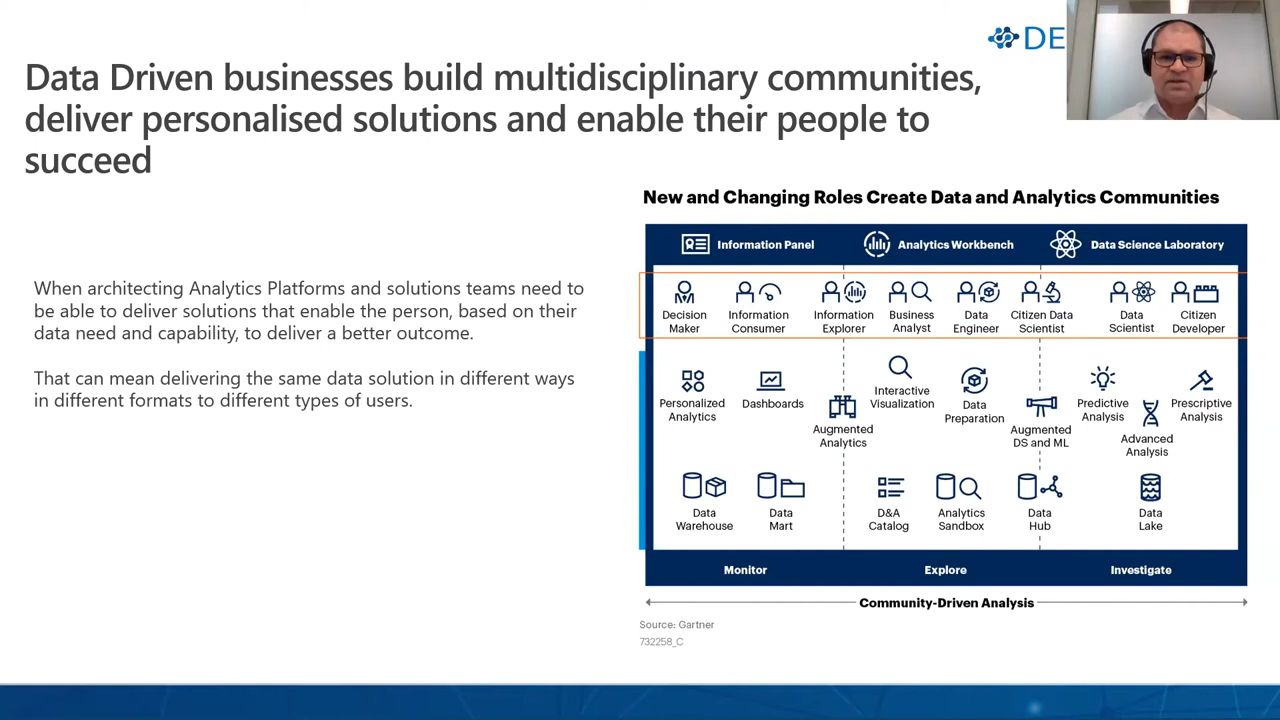 DE
Data Driven businesses build multidisciplinary communities,
deliver personalised solutions and enable their people to
succeed
When architecting Analytics Platforms and solutions teams need to
be able to deliver solutions that enable the person, based on their
data need and capability, to deliver a better outcome.
That can mean delivering the same data solution in different ways
in different formats to different types of users.
New and Changing Roles Create Data and Analytics Communities
Information Panel
Analytics Workbench
Data Science Laboratory
Decision
Maker
Information
Consumer
Information
Explorer
Business
Analyst
Data
Engineer
Citizen Data
Scientist
Data
Scientist
Citizen
Developer
Personalized
Analytics
Dashboards
Augmented
Analytics
Interactive
Visualization
Data
Preparation
Augmented
DS and ML
Predictive
Analysis
Advanced
Analysis
Prescriptive
Analysis
Data
Warehouse
Data
Mart
D&A
Catalog
Analytics
Sandbox
Data
Hub
Data
Lake
Monitor
Explore
Investigate
Community-Driven Analysis
Source: Gartner
732258_C